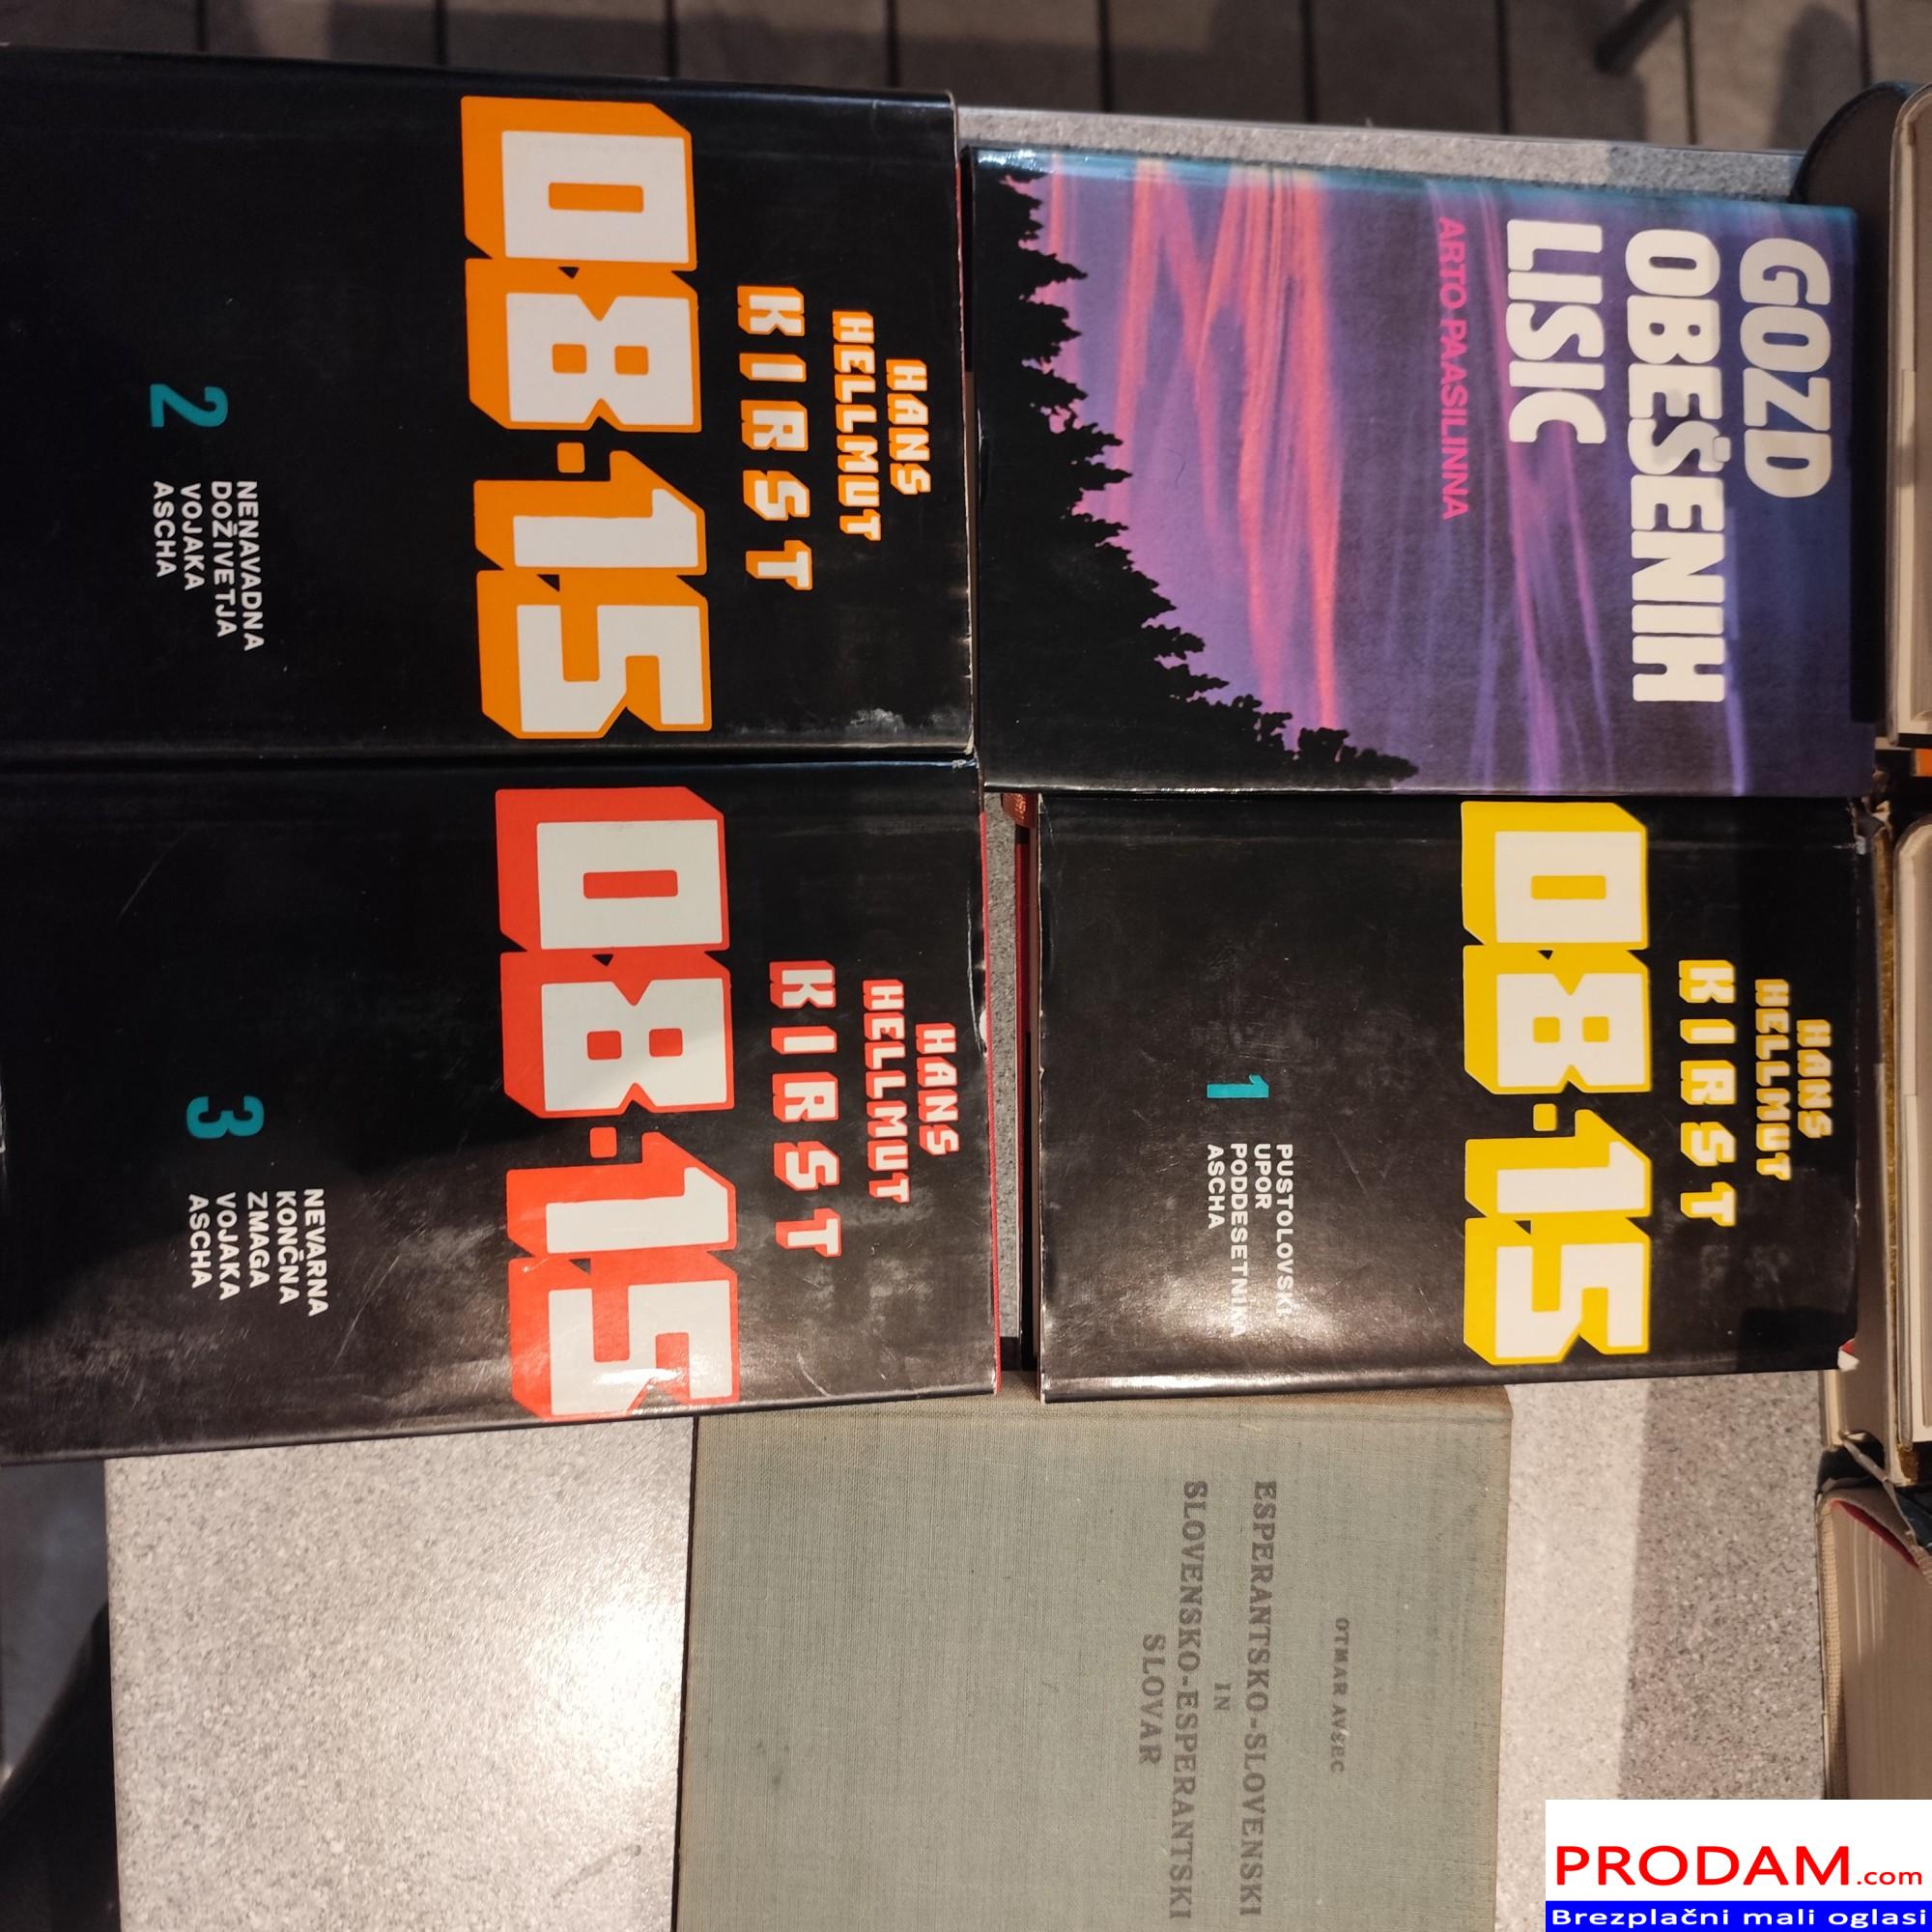 GOZD
OBEŠENIH
LISIC
ARTO PAASILINNA
HANS
HELLMUT
KIRST
08·15
1
PUSTOLOVSKI
UPOR
PODDESETNIKA
ASCHA
HANS
HELLMUT
KIRST
08·15
2
NENAVADNA
DOŽIVETJA
VOJAKA
ASCHA
HANS
HELLMUT
KIRST
08·15
3
NEVARNA
KONČNA
ZMAGA
VOJAKA
ASCHA
OTMAR AVŠEC
ESPERANTSKO-SLOVENSKI
IN
SLOVENSKO-ESPERANTSKI
SLOVAR
PRODAM.com
Brezplačni mali oglasi